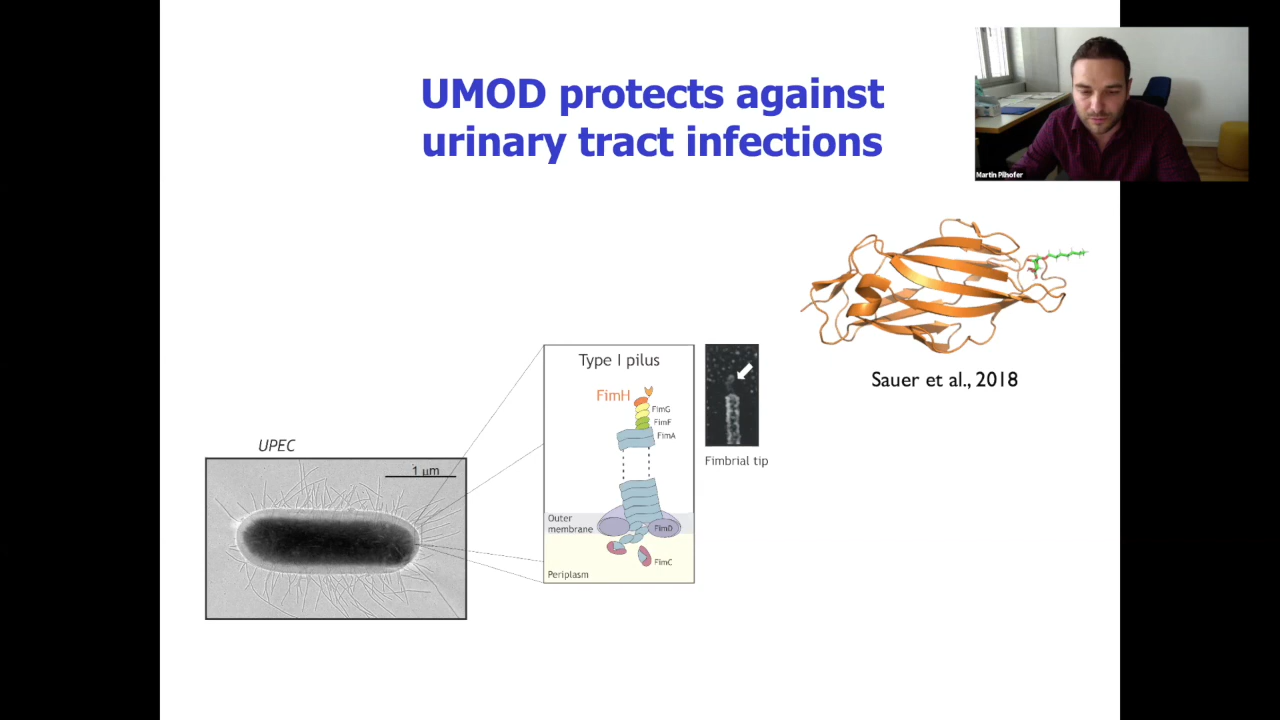 UMOD protects against
urinary tract infections
Martin Pilhofer
Sauer et al., 2018
Type I pilus
FimH
FimG
FimF
FimA
Fimbrial tip
UPEC
1 μm
Outer
membrane
FimD
FimC
Periplasm